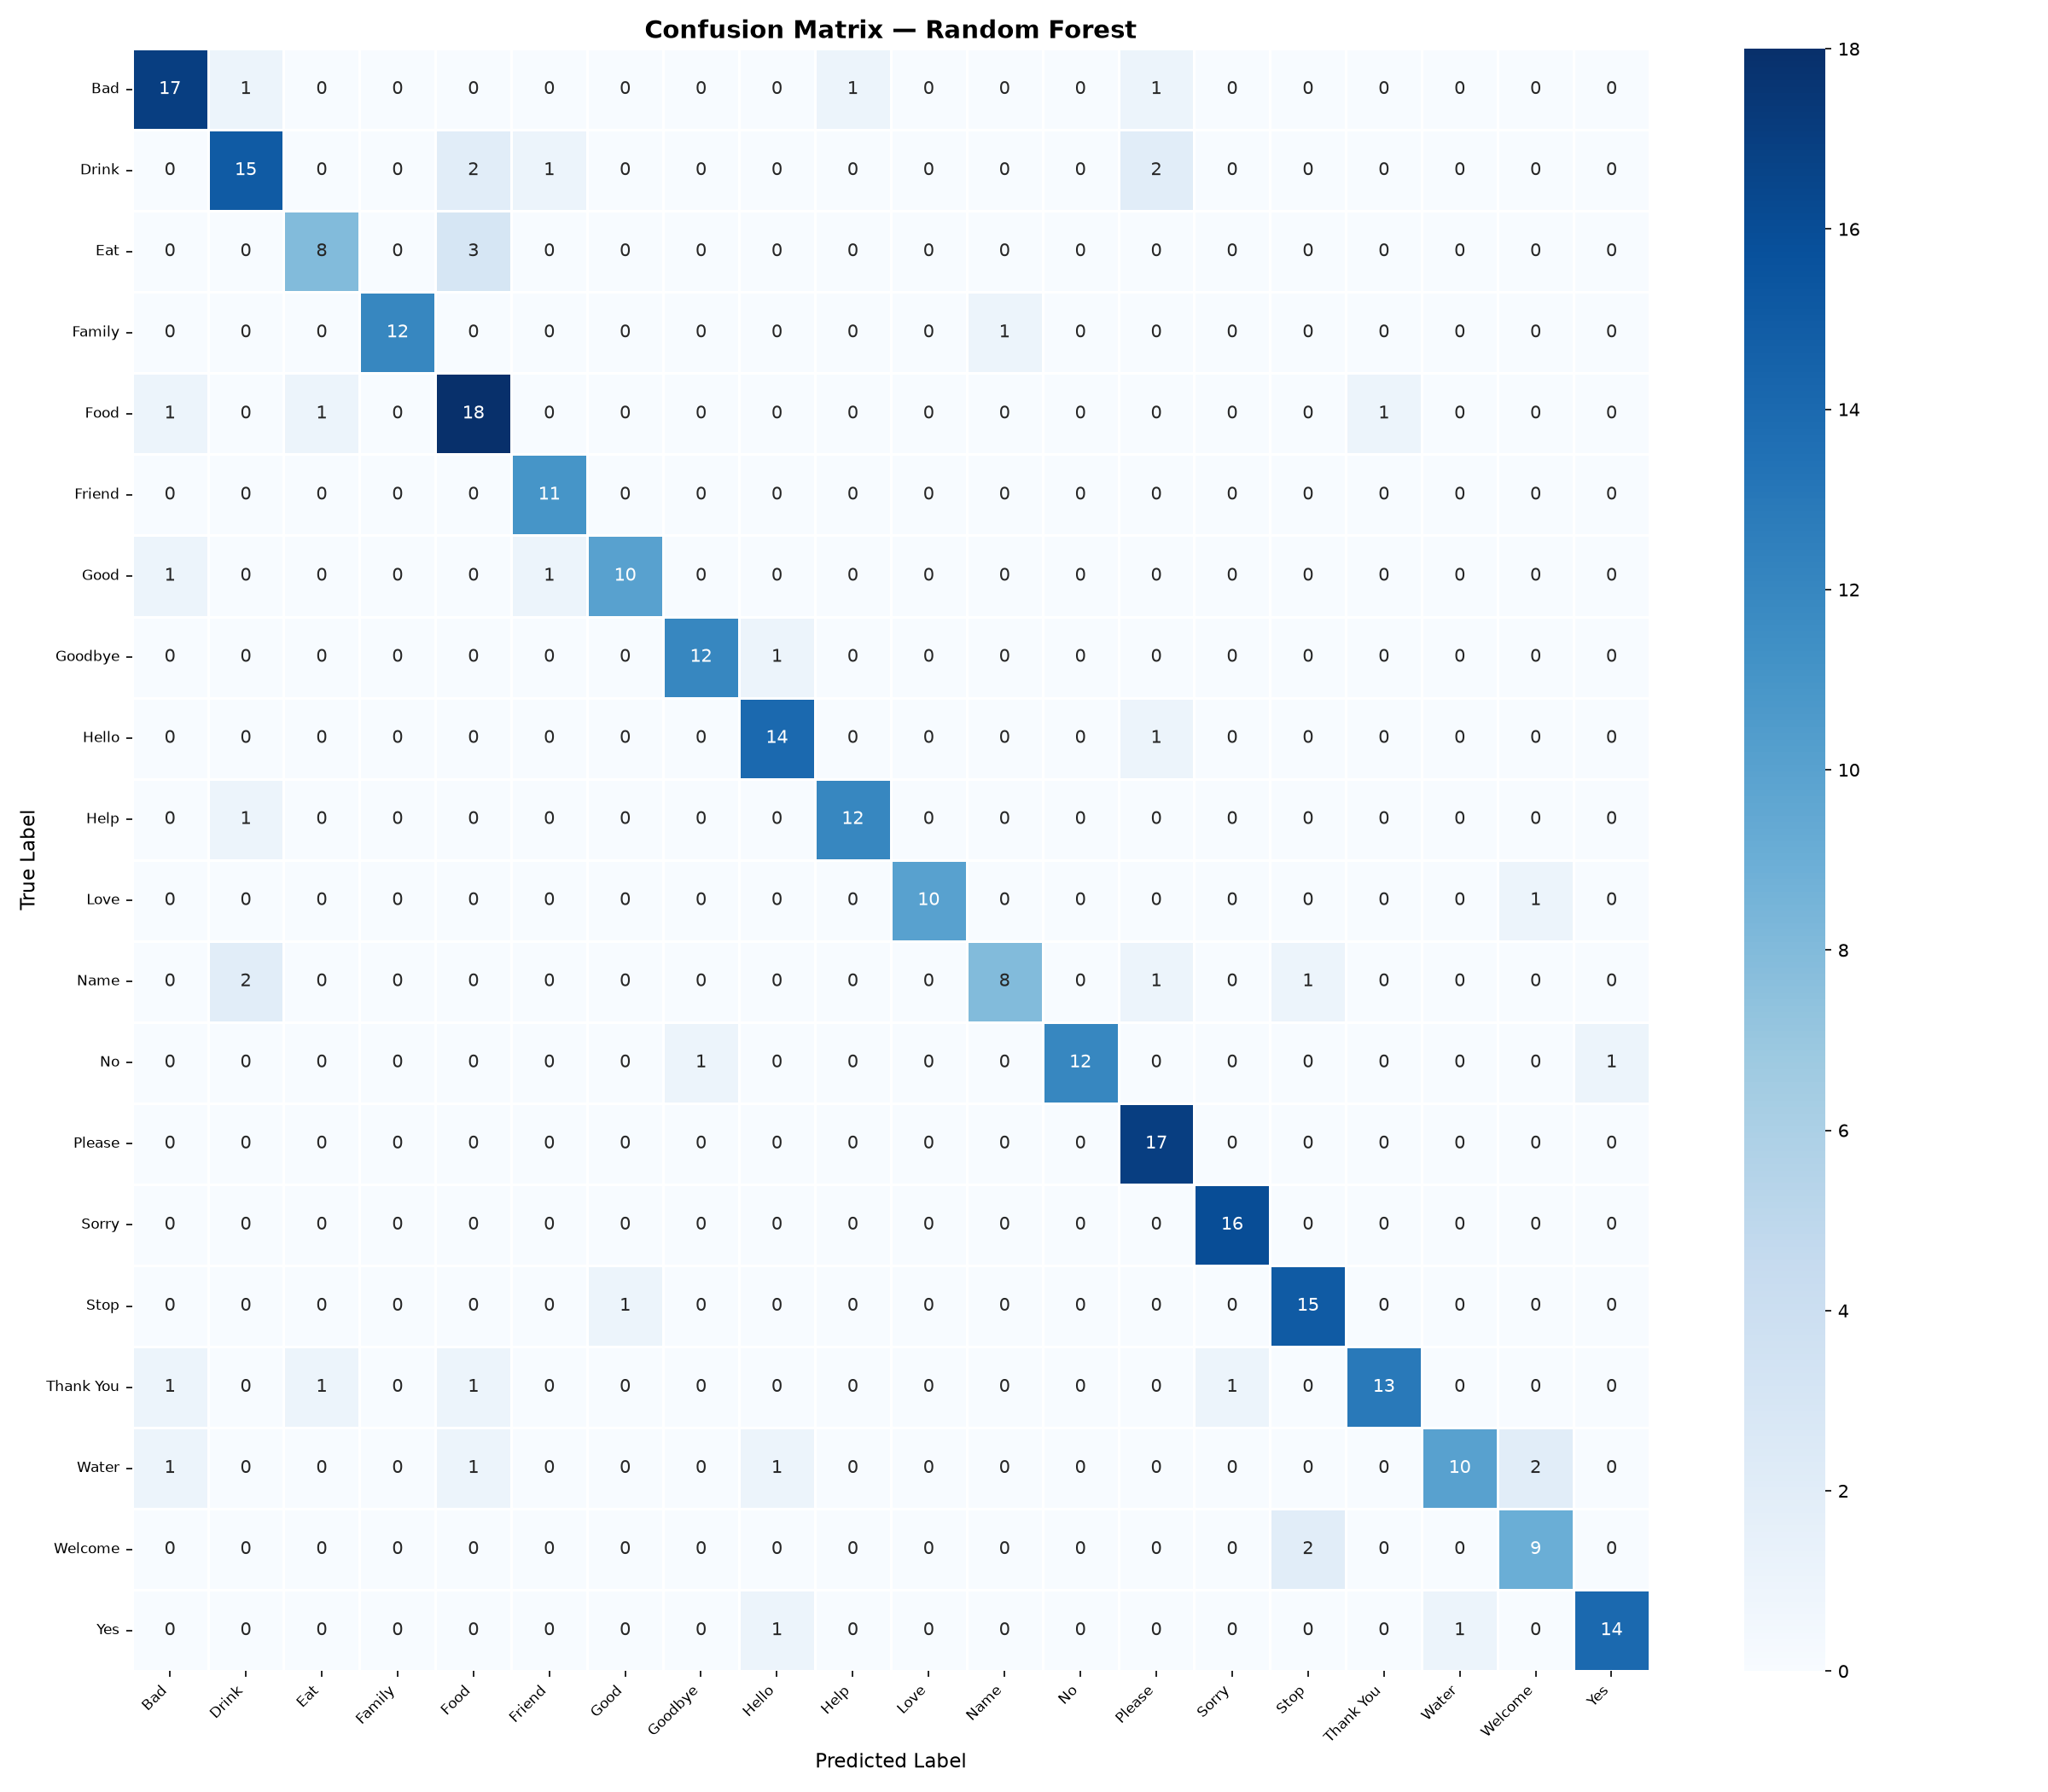 Confusion Matrix — Random Forest
Bad 17 1 0 0 0 0 0 0 0 1 0 0 0 1 0 0 0 0 0 0
Drink 0 15 0 0 2 1 0 0 0 0 0 0 0 2 0 0 0 0 0 0
Eat 0 0 8 0 3 0 0 0 0 0 0 0 0 0 0 0 0 0 0 0
Family 0 0 0 12 0 0 0 0 0 0 0 1 0 0 0 0 0 0 0 0
Food 1 0 1 0 18 0 0 0 0 0 0 0 0 0 0 0 1 0 0 0
Friend 0 0 0 0 0 11 0 0 0 0 0 0 0 0 0 0 0 0 0 0
Good 1 0 0 0 0 1 10 0 0 0 0 0 0 0 0 0 0 0 0 0
Goodbye 0 0 0 0 0 0 0 12 1 0 0 0 0 0 0 0 0 0 0 0
Hello 0 0 0 0 0 0 0 0 14 0 0 0 0 1 0 0 0 0 0 0
Help 0 1 0 0 0 0 0 0 0 12 0 0 0 0 0 0 0 0 0 0
Love 0 0 0 0 0 0 0 0 0 0 10 0 0 0 0 0 0 0 1 0
Name 0 2 0 0 0 0 0 0 0 0 0 8 0 1 0 1 0 0 0 0
No 0 0 0 0 0 0 0 1 0 0 0 0 12 0 0 0 0 0 0 1
Please 0 0 0 0 0 0 0 0 0 0 0 0 0 17 0 0 0 0 0 0
Sorry 0 0 0 0 0 0 0 0 0 0 0 0 0 0 16 0 0 0 0 0
Stop 0 0 0 0 0 0 1 0 0 0 0 0 0 0 0 15 0 0 0 0
Thank You 1 0 1 0 1 0 0 0 0 0 0 0 0 0 1 0 13 0 0 0
Water 1 0 0 0 1 0 0 0 1 0 0 0 0 0 0 0 0 10 2 0
Welcome 0 0 0 0 0 0 0 0 0 0 0 0 0 0 0 2 0 0 9 0
Yes 0 0 0 0 0 0 0 0 1 0 0 0 0 0 0 0 0 1 0 14
Bad Drink Eat Family Food Friend Good Goodbye Hello Help Love Name No Please Sorry Stop Thank You Water Welcome Yes
Predicted Label
True Label
18
16
14
12
10
8
6
4
2
0